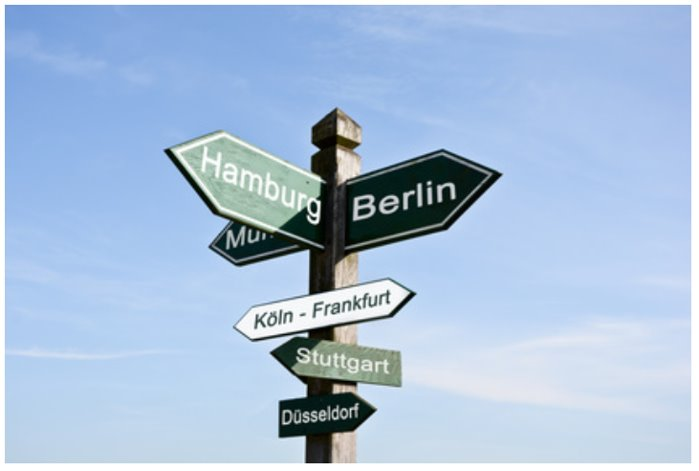 Hamburg
Berlin
Köln - Frankfurt
Stuttgart
Düsseldorf